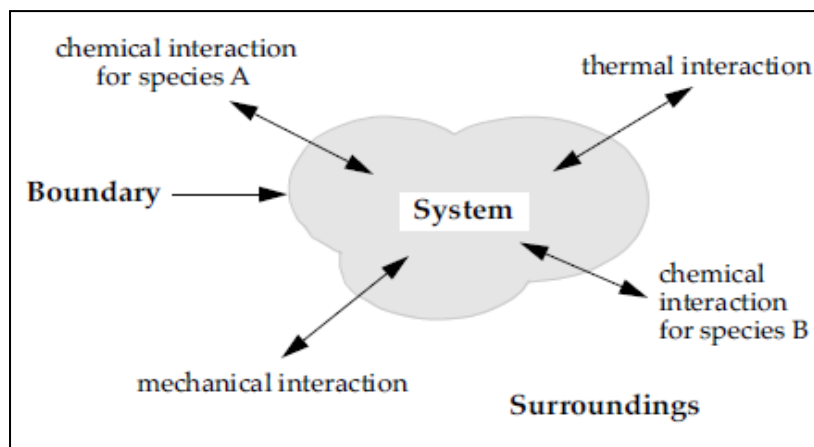 chemical interaction
for species A
thermal interaction
Boundary
System
chemical
interaction
for species B
mechanical interaction
Surroundings